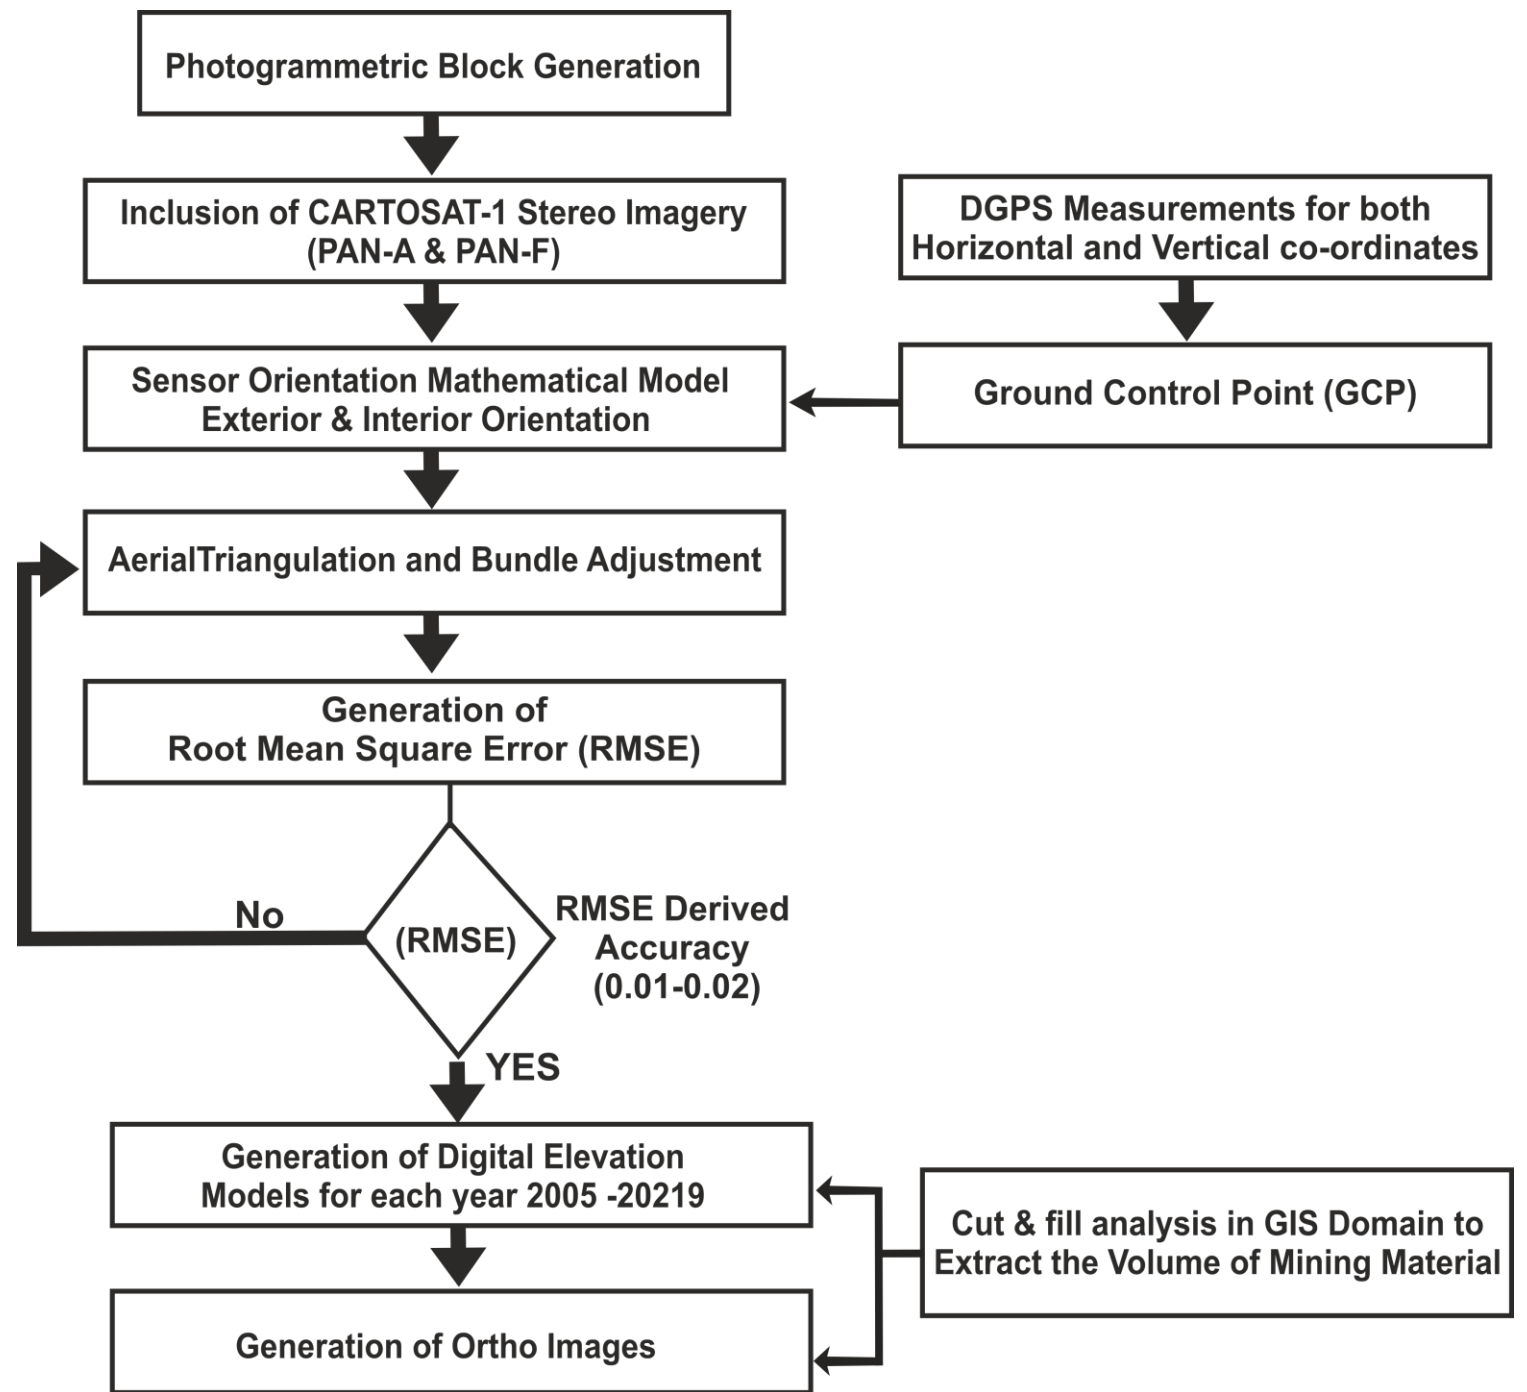 Photogrammetric Block Generation
Inclusion of CARTOSAT-1 Stereo Imagery
(PAN-A & PAN-F)
DGPS Measurements for both
Horizontal and Vertical co-ordinates
Sensor Orientation Mathematical Model
Exterior & Interior Orientation
Ground Control Point (GCP)
AerialTriangulation and Bundle Adjustment
Generation of
Root Mean Square Error (RMSE)
No
(RMSE)
RMSE Derived
Accuracy
(0.01-0.02)
YES
Generation of Digital Elevation
Models for each year 2005 -20219
Cut & fill analysis in GIS Domain to
Extract the Volume of Mining Material
Generation of Ortho Images